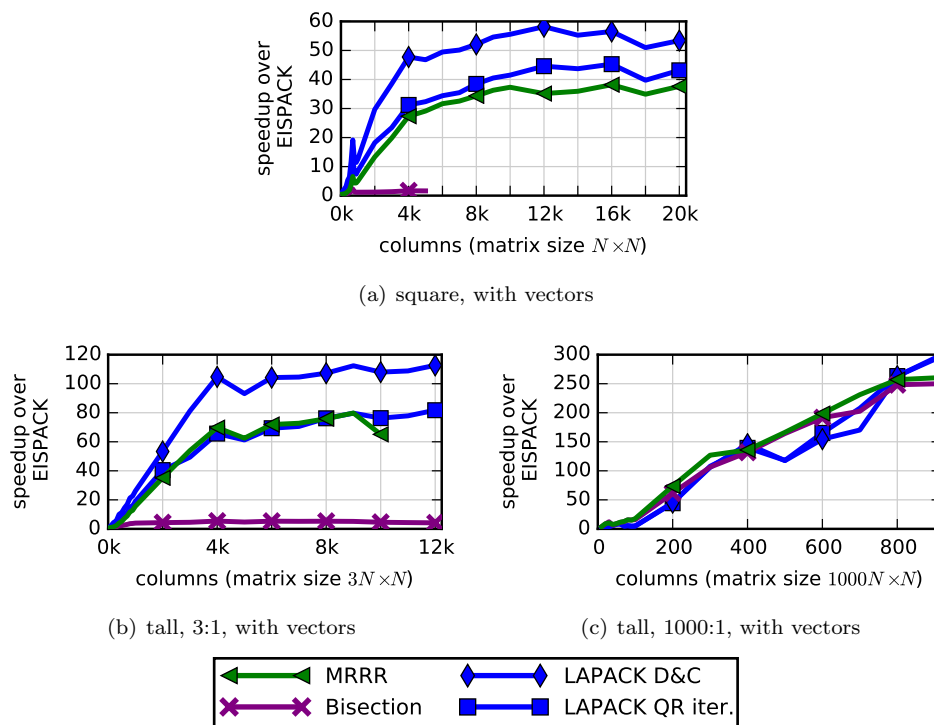 60
50
40
30
20
10
0
speedup over
EISPACK
0k 4k 8k 12k 16k 20k
columns (matrix size N×N)
(a) square, with vectors
120
100
80
60
40
20
0
speedup over
EISPACK
0k 4k 8k 12k
columns (matrix size 3N×N)
(b) tall, 3:1, with vectors
300
250
200
150
100
50
0
speedup over
EISPACK
0 200 400 600 800
columns (matrix size 1000N×N)
(c) tall, 1000:1, with vectors
MRRR
Bisection
LAPACK D&C
LAPACK QR iter.